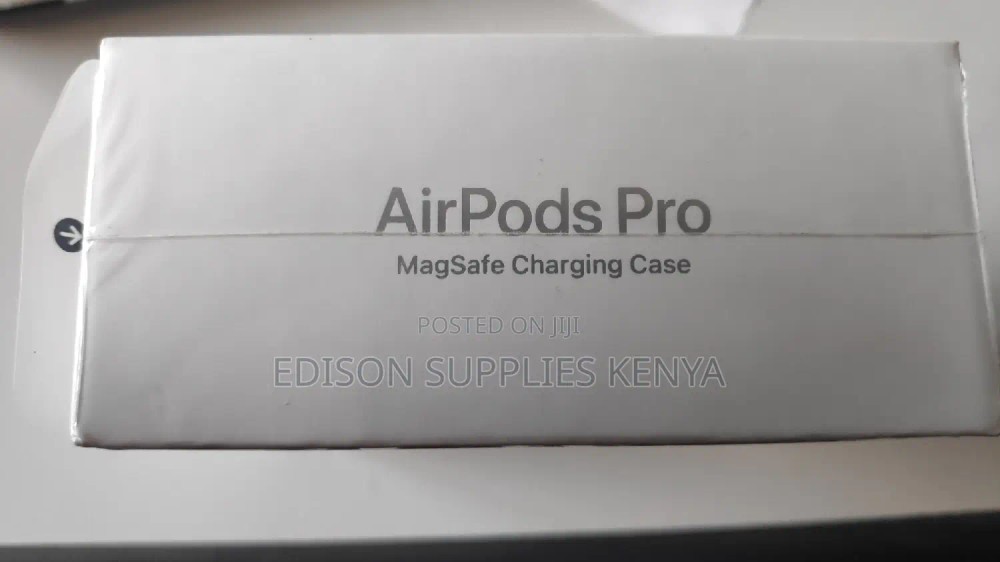 AirPods Pro
MagSafe Charging Case
POSTED ON JIJI
EDISON SUPPLIES KENYA